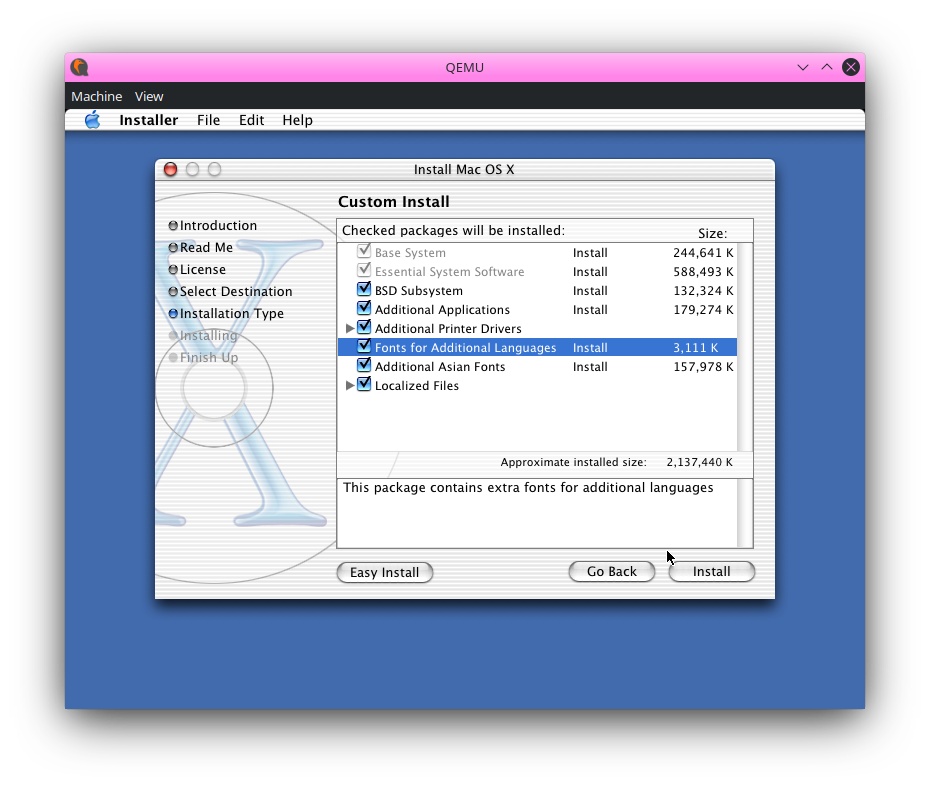 QEMU
Machine View
Installer File Edit Help
Install Mac OS X
Custom Install
Introduction
Read Me
License
Select Destination
Installation Type
Installing
Finish Up
Checked packages will be installed: Size:
Base System Install 244,641 K
Essential System Software Install 588,493 K
BSD Subsystem Install 132,324 K
Additional Applications Install 179,274 K
Additional Printer Drivers
Fonts for Additional Languages Install 3,111 K
Additional Asian Fonts Install 157,978 K
Localized Files
Approximate installed size: 2,137,440 K
This package contains extra fonts for additional languages
Easy Install Go Back Install